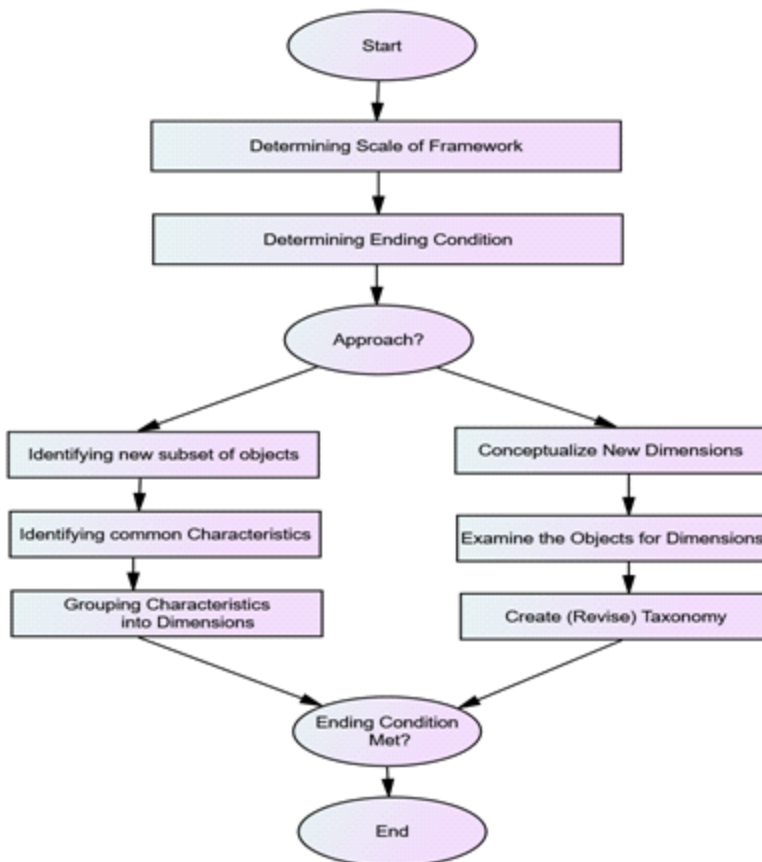 Start
Determining Scale of Framework
Determining Ending Condition
Approach?
Identifying new subset of objects
Identifying common Characteristics
Grouping Characteristics
into Dimensions
Conceptualize New Dimensions
Examine the Objects for Dimensions
Create (Revise) Taxonomy
Ending Condition
Met?
End